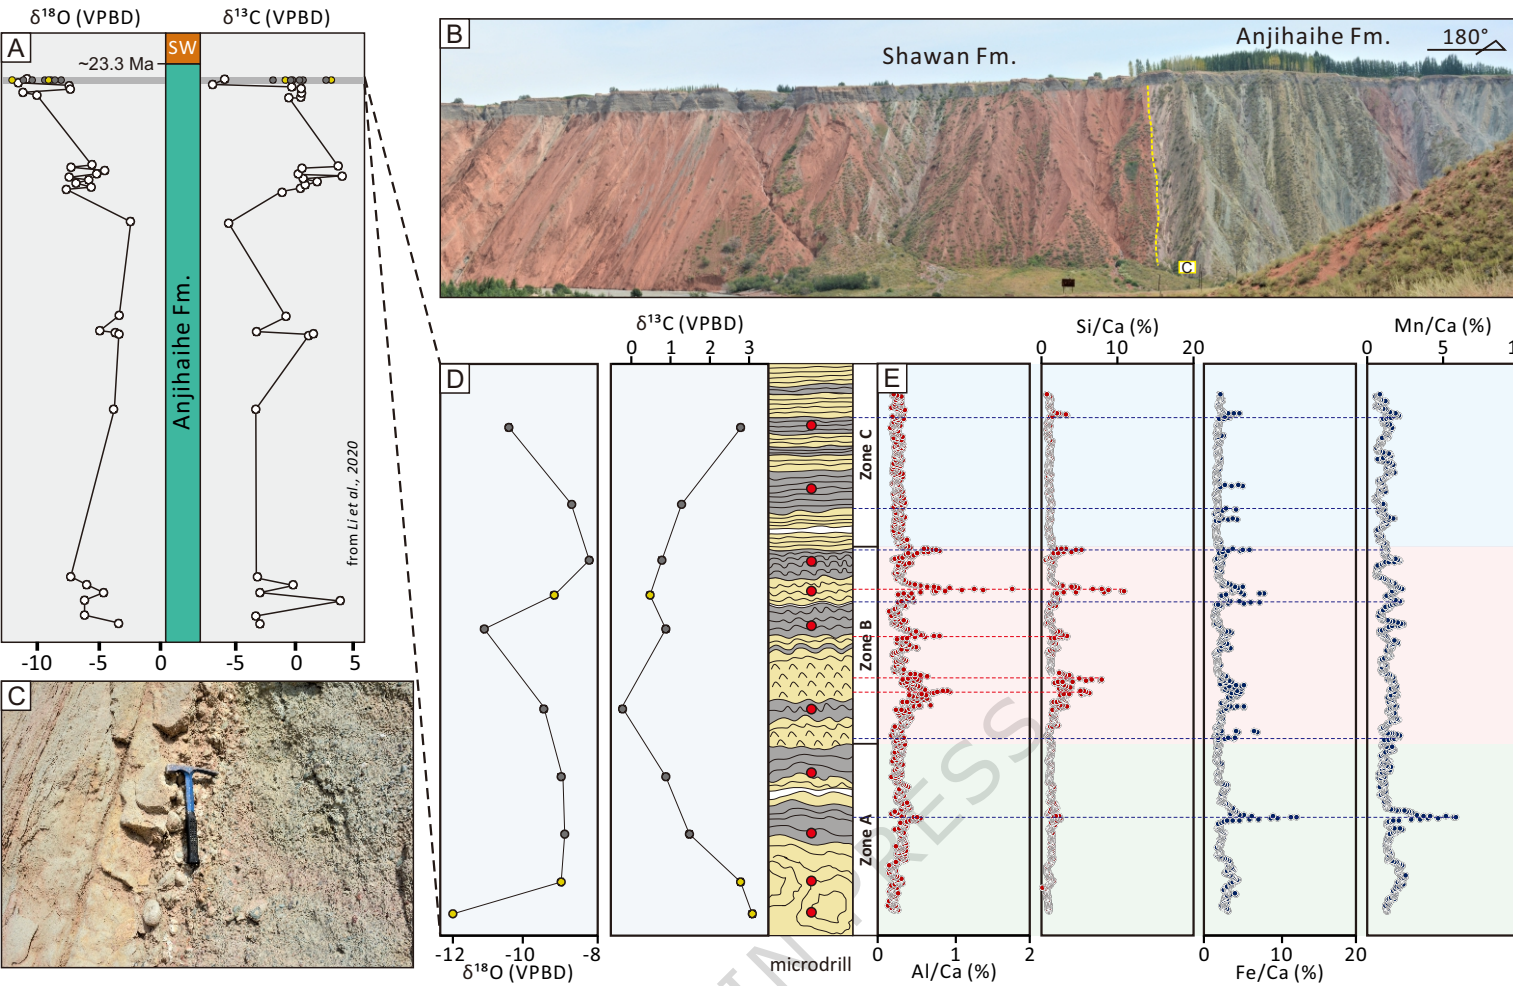 δ¹⁸O (VPBD)
δ¹³C (VPBD)
A
SW
~23.3 Ma
Anjihaihe Fm.
from Li et al., 2020
-10
-5
0
-5
0
5
B
Shawan Fm.
Anjihaihe Fm.
180°
C
C
δ¹³C (VPBD)
0
1
2
3
D
-12
-10
-8
δ¹⁸O (VPBD)
microdrill
Zone C
Zone B
Zone A
E
0
1
2
Al/Ca (%)
Si/Ca (%)
0
10
20
0
10
20
Fe/Ca (%)
Mn/Ca (%)
0
5
IN PRESS